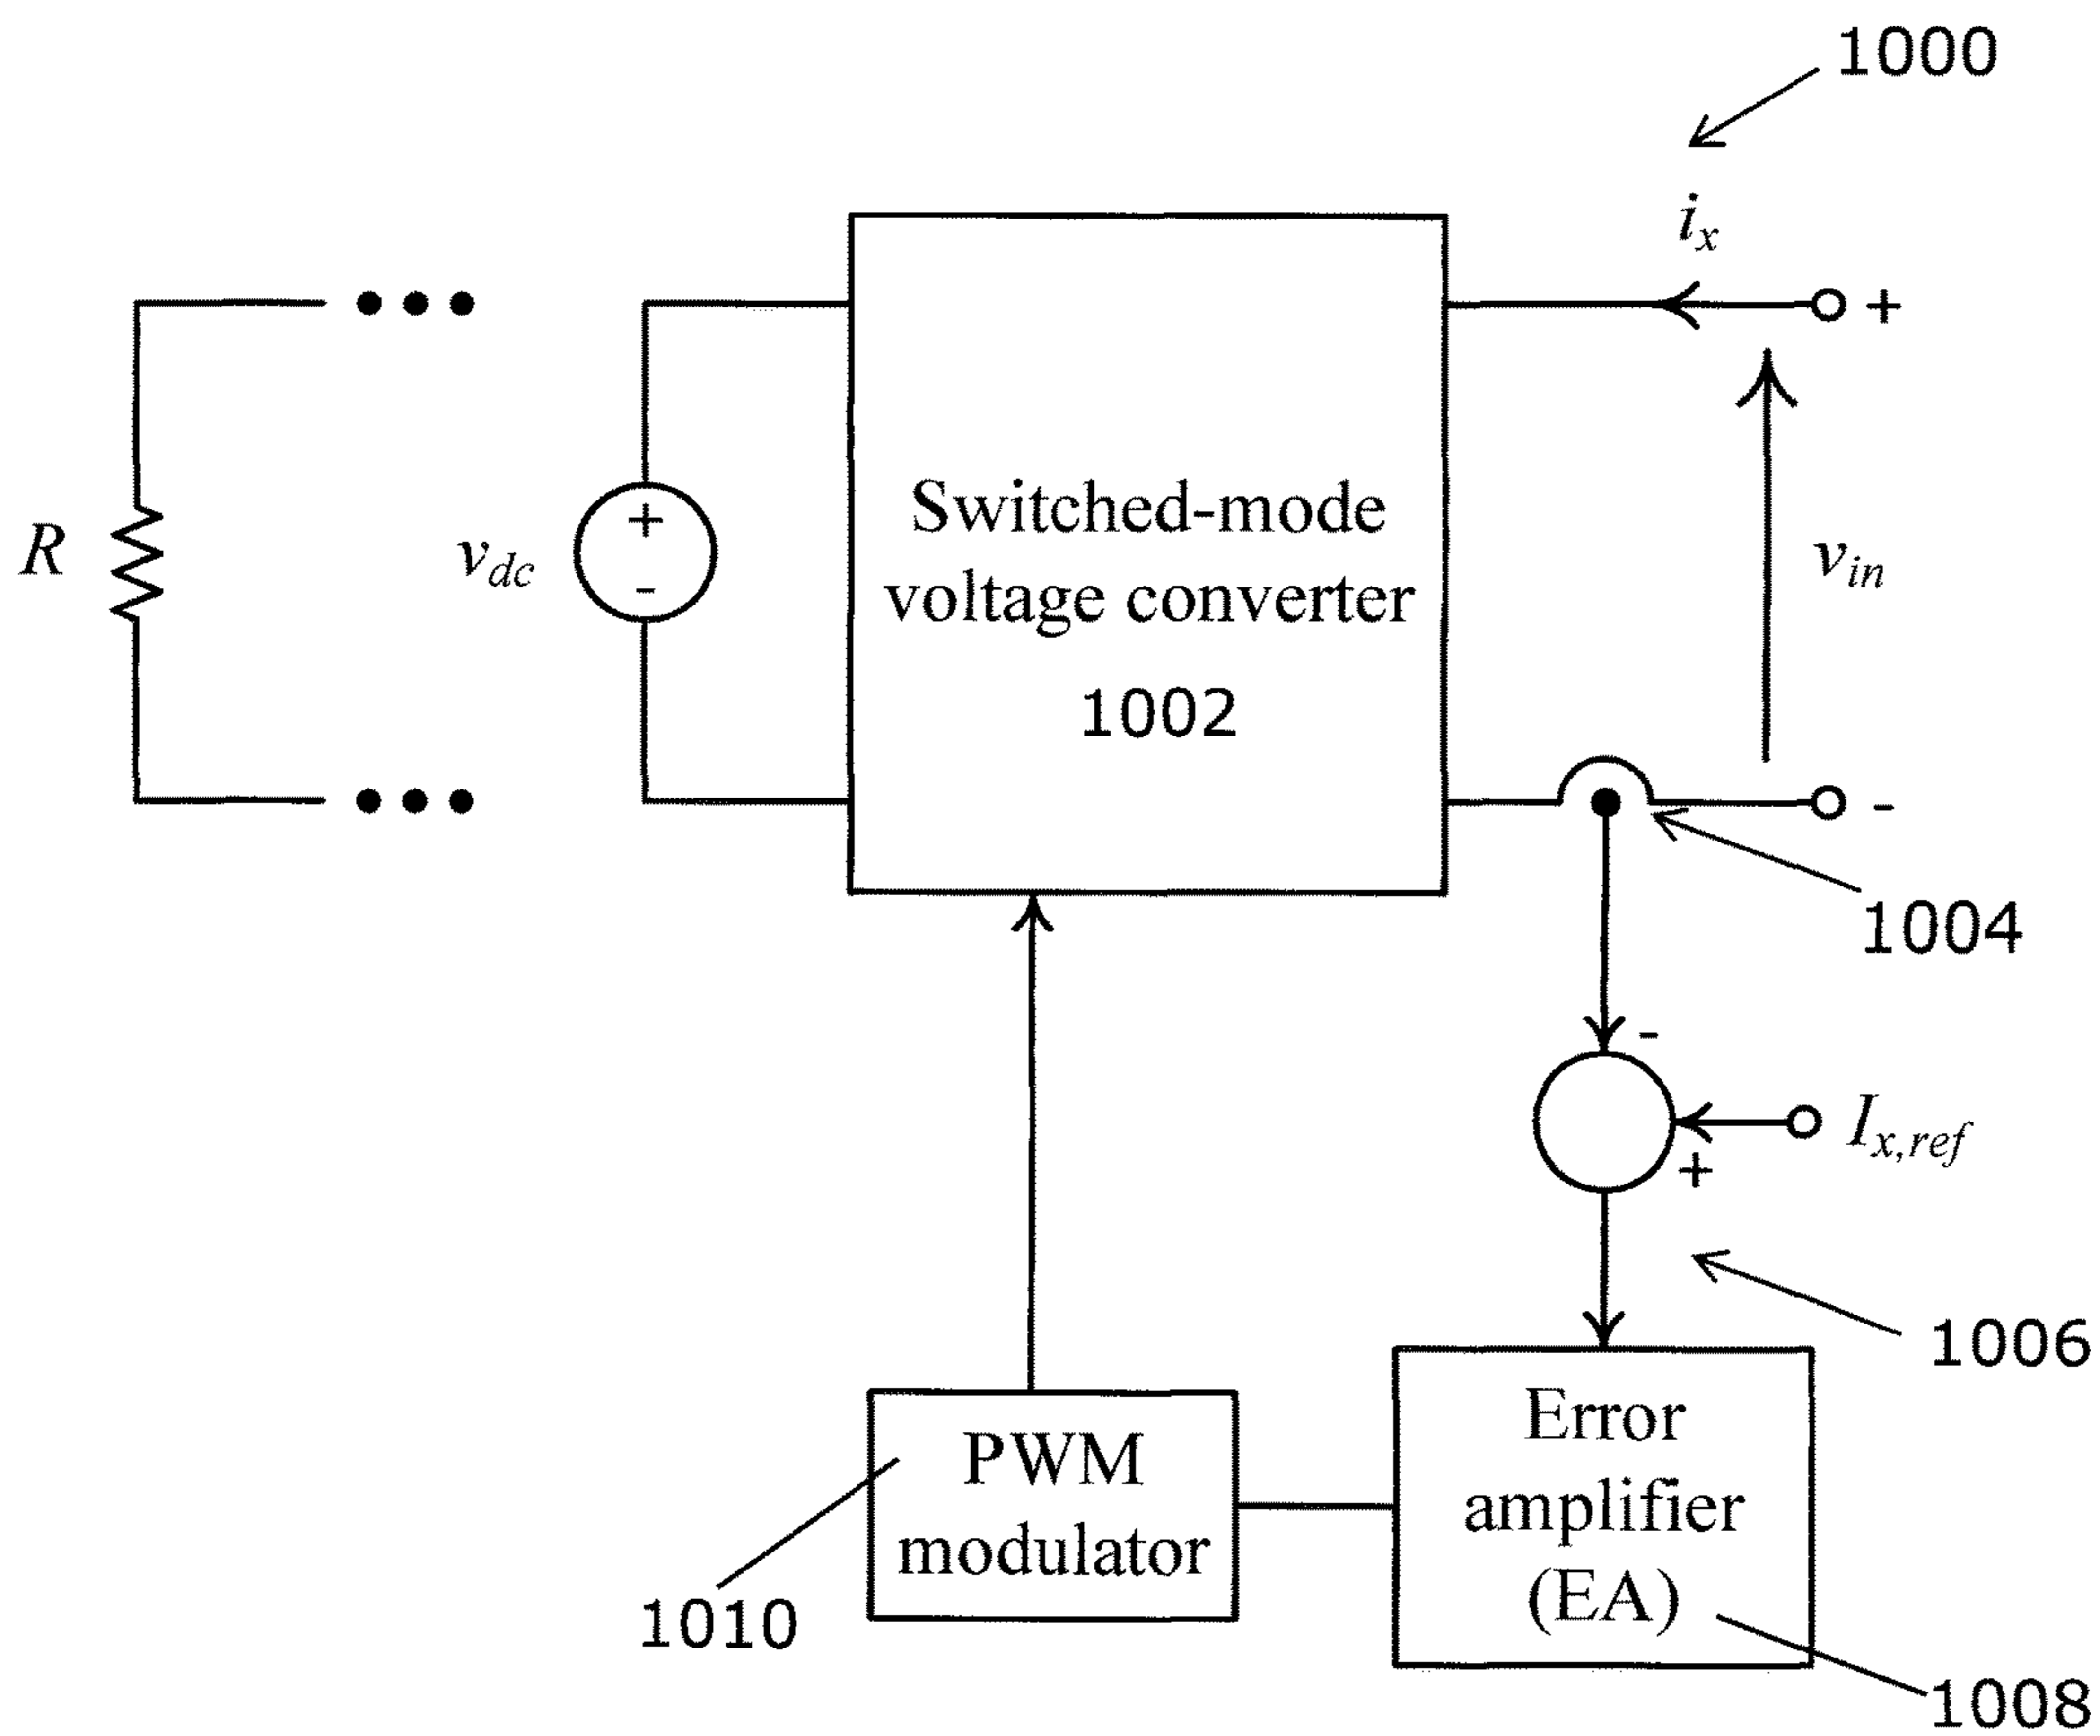 1000
i_x
+
R
v_dc
+
-
Switched-mode
voltage converter
1002
v_in
-
1004
-
I_x,ref
+
1006
PWM
modulator
1010
Error
amplifier
(EA)
1008